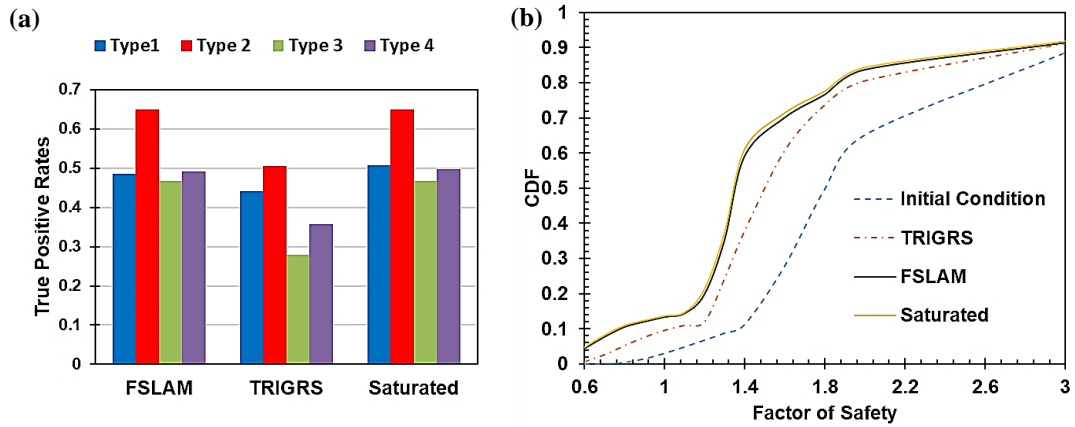 (a)
Type1 Type 2 Type 3 Type 4
True Positive Rates
0.7
0.6
0.5
0.4
0.3
0.2
0.1
0
FSLAM TRIGRS Saturated
(b)
CDF
1
0.9
0.8
0.7
0.6
0.5
0.4
0.3
0.2
0.1
0
Initial Condition
TRIGRS
FSLAM
Saturated
0.6 1 1.4 1.8 2.2 2.6 3
Factor of Safety